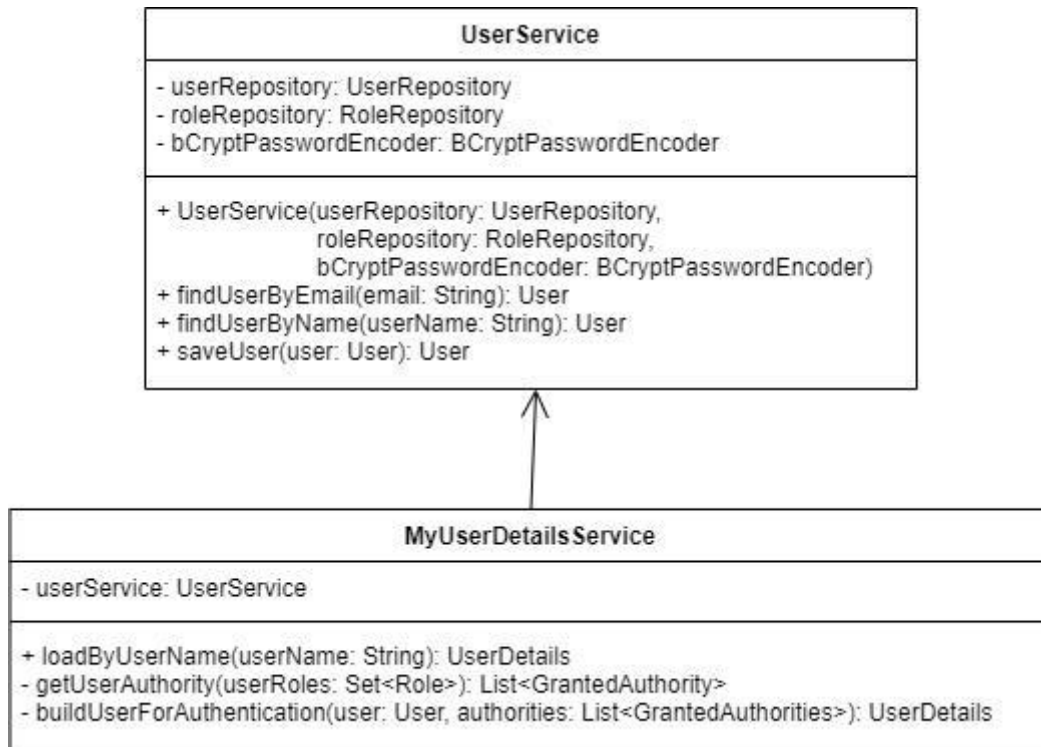 UserService
- userRepository: UserRepository
- roleRepository: RoleRepository
- bCryptPasswordEncoder: BCryptPasswordEncoder
+ UserService(userRepository: UserRepository,
roleRepository: RoleRepository,
bCryptPasswordEncoder: BCryptPasswordEncoder)
+ findUserByEmail(email: String): User
+ findUserByName(userName: String): User
+ saveUser(user: User): User
MyUserDetailsService
- userService: UserService
+ loadByUserName(userName: String): UserDetails
- getUserAuthority(userRoles: Set<Role>): List<GrantedAuthority>
- buildUserForAuthentication(user: User, authorities: List<GrantedAuthorities>): UserDetails